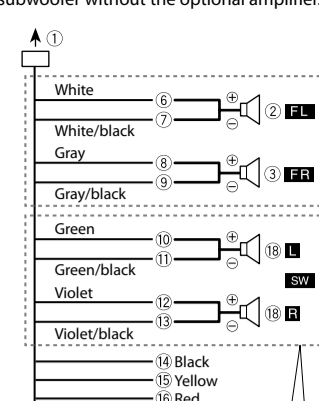 subwoofer without the optional amplifier.
①
White
⑥ ⊕
② FL
⑦ ⊖
White/black
Gray
⑧ ⊕
③ FR
⑨ ⊖
Gray/black
Green
⑩ ⊕
⑱ L
⑪ ⊖
Green/black
SW
Violet
⑫ ⊕
⑱ R
⑬ ⊖
Violet/black
⑭ Black
⑮ Yellow
⑯ Red